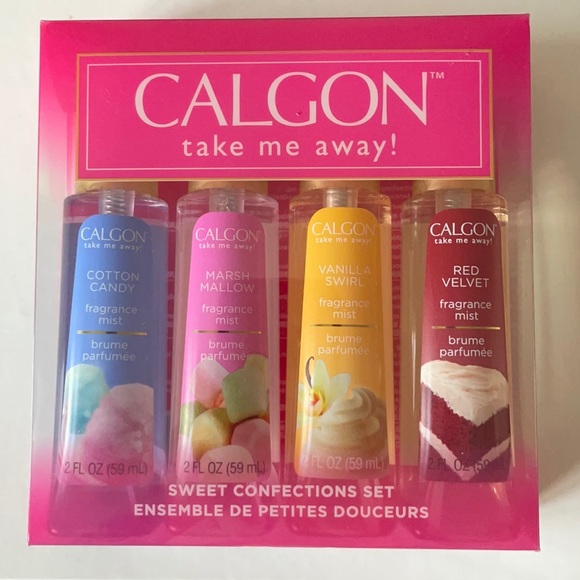 CALGON™
take me away!
CALGON
take me away!
COTTON
CANDY
fragrance
mist
brume
parfumée
2 FL OZ (59 mL)
CALGON
take me away!
MARSH
MALLOW
fragrance
mist
brume
parfumée
2 FL OZ (59 mL)
CALGON
take me away!
VANILLA
SWIRL
fragrance
mist
brume
parfumée
2 FL OZ (59 mL)
CALGON
take me away!
RED
VELVET
fragrance
mist
brume
parfumée
2 FL OZ
SWEET CONFECTIONS SET
ENSEMBLE DE PETITES DOUCEURS